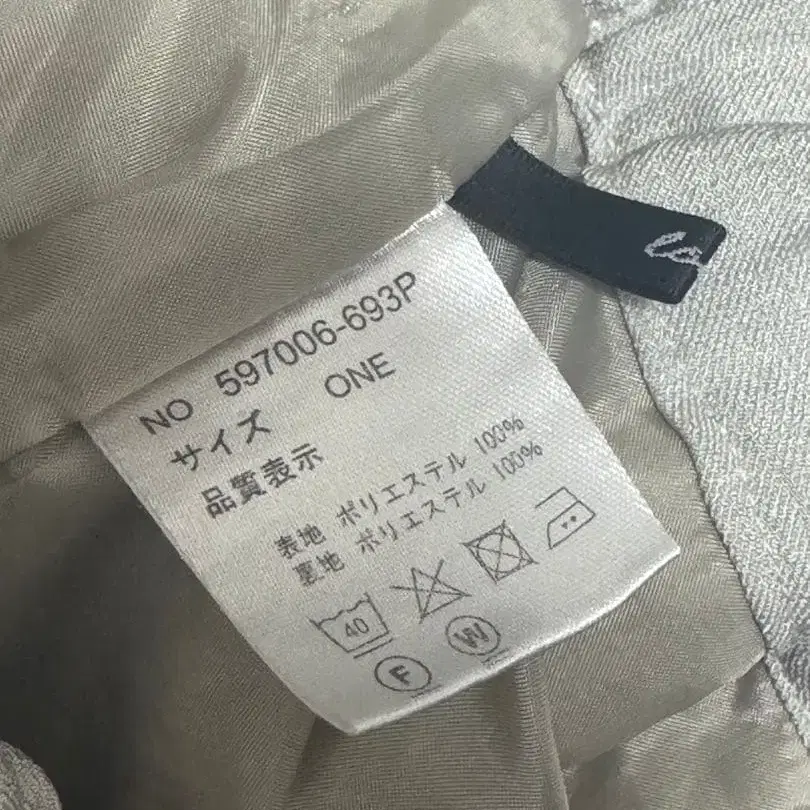 NO 597006-693P
サイズ ONE
品質表示
表地 ポリエステル 100%
裏地 ポリエステル 100%
40
F W